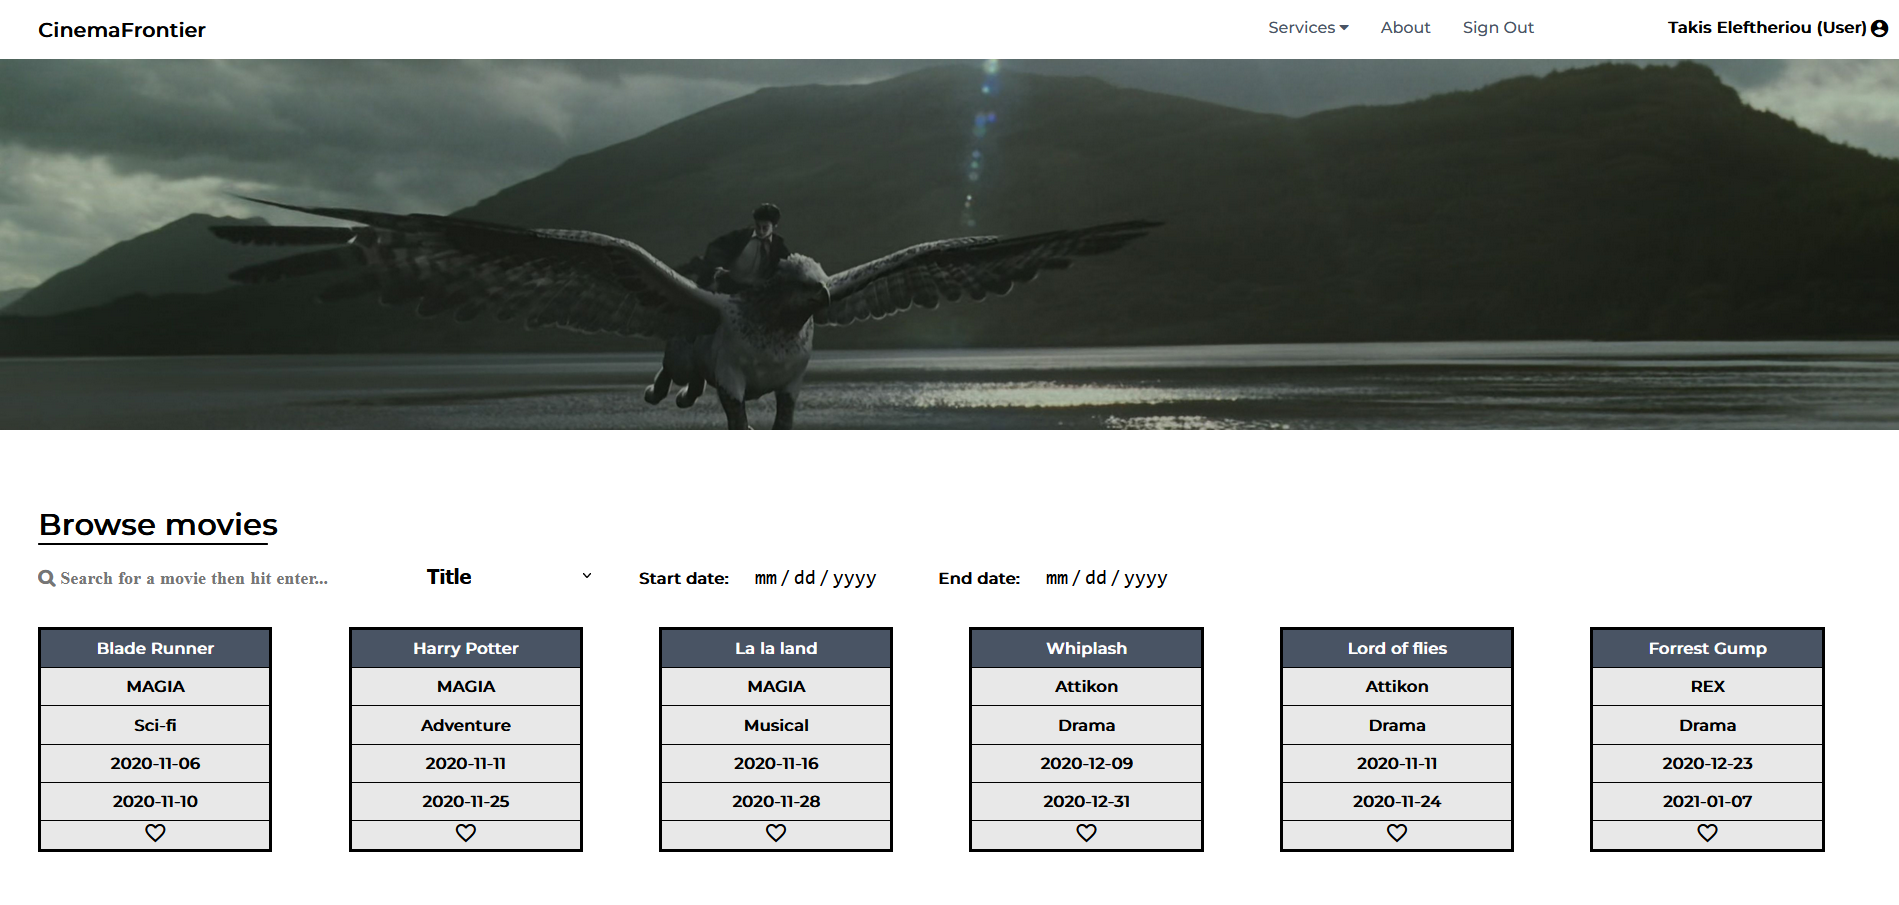 CinemaFrontier
Services About Sign Out Takis Eleftheriou (User)
Browse movies
Search for a movie then hit enter... Title Start date: mm/dd/yyyy End date: mm/dd/yyyy
Blade Runner Harry Potter La la land Whiplash Lord of flies Forrest Gump
MAGIA MAGIA MAGIA Attikon Attikon REX
Sci-fi Adventure Musical Drama Drama Drama
2020-11-06 2020-11-11 2020-11-16 2020-12-09 2020-11-11 2020-12-23
2020-11-10 2020-11-25 2020-11-28 2020-12-31 2020-11-24 2021-01-07